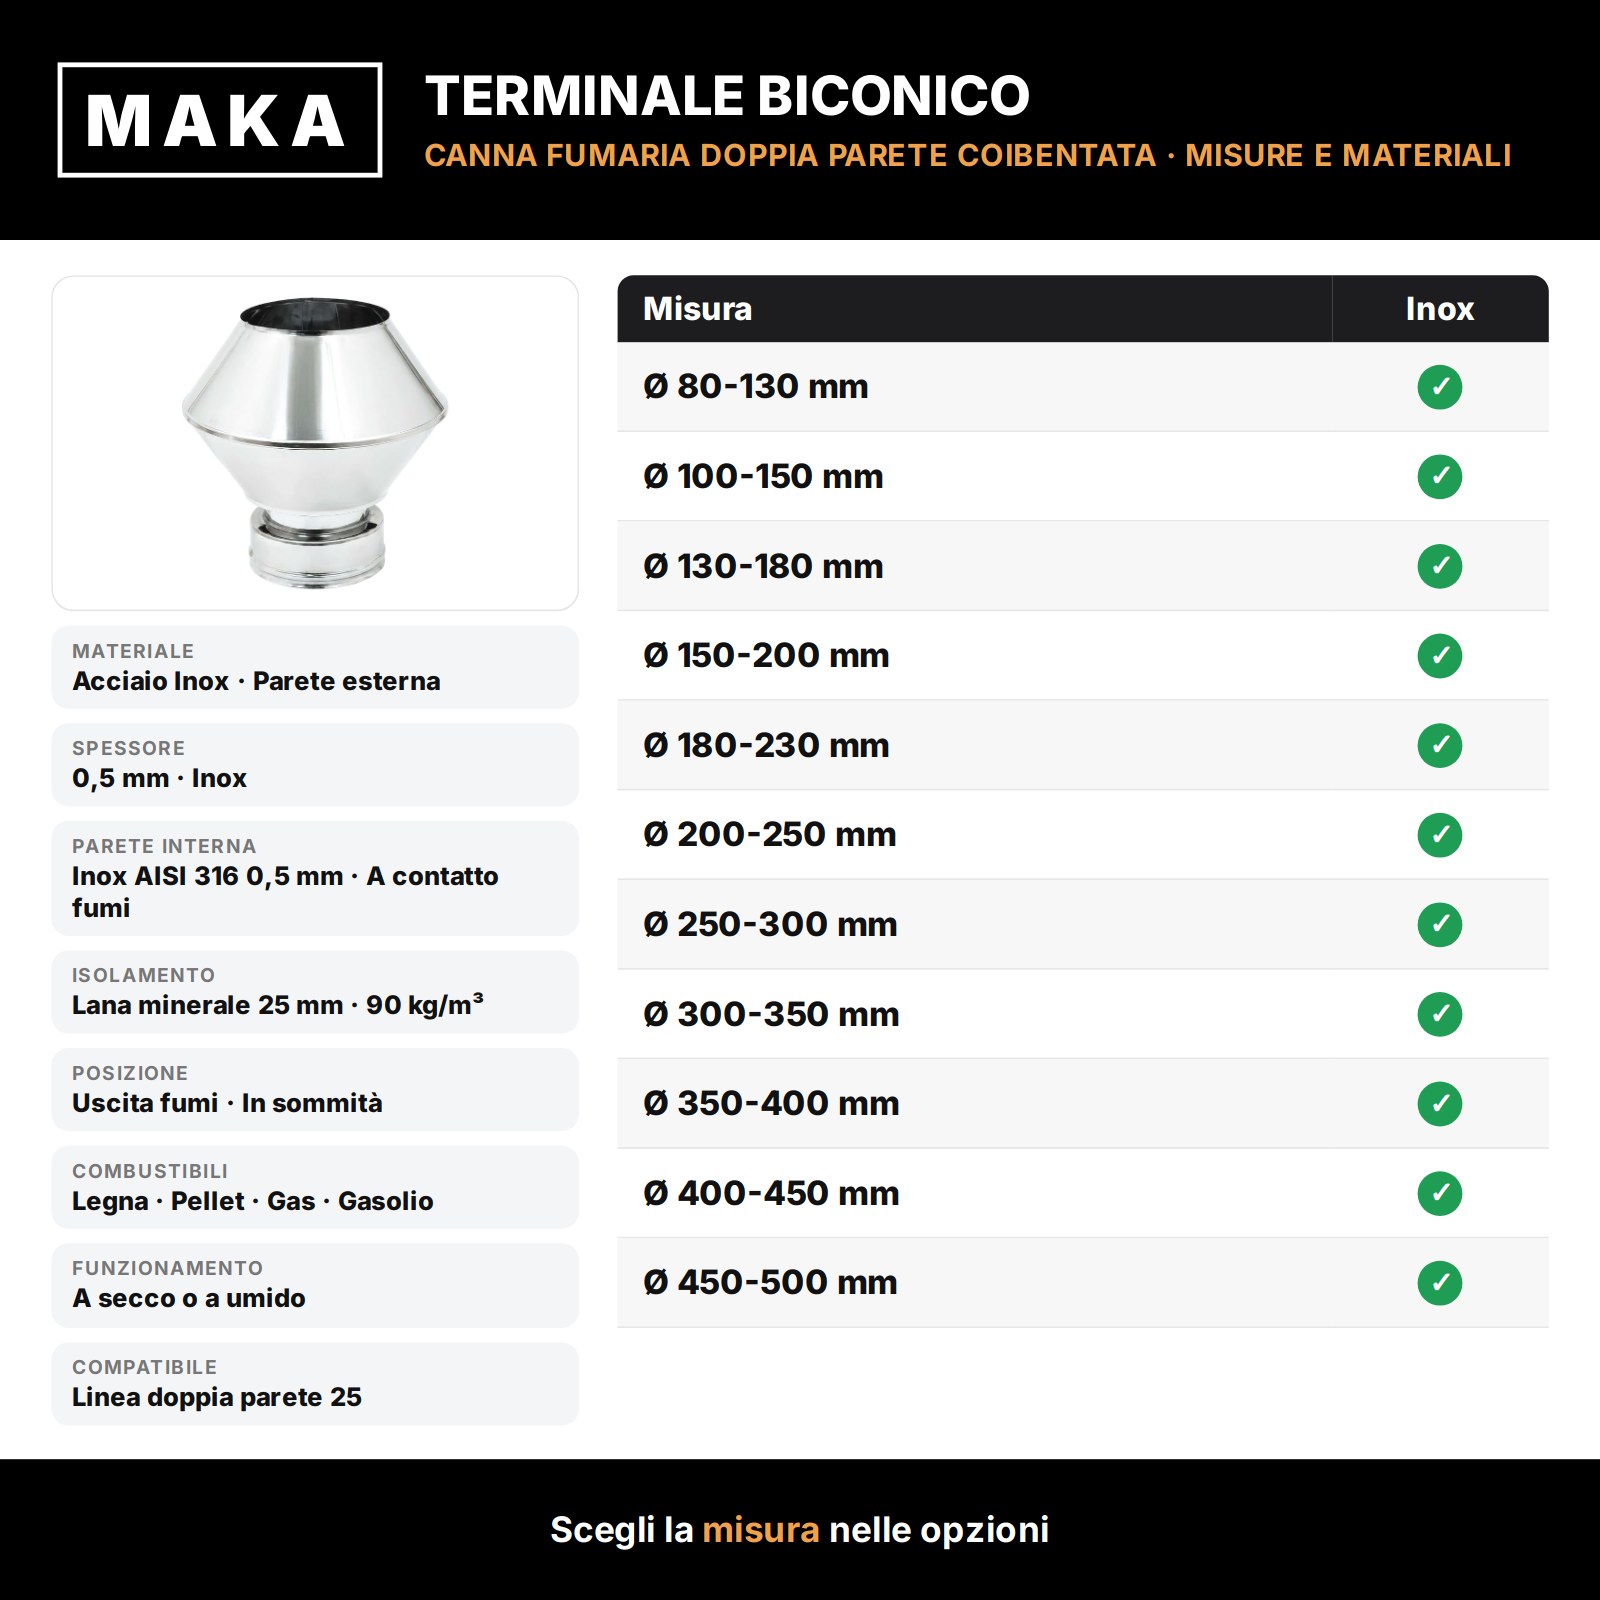 MAKA
TERMINALE BICONICO
CANNA FUMARIA DOPPIA PARETE COIBENTATA · MISURE E MATERIALI
MATERIALE
Acciaio Inox · Parete esterna
SPESSORE
0,5 mm · Inox
PARETE INTERNA
Inox AISI 316 0,5 mm · A contatto
fumi
ISOLAMENTO
Lana minerale 25 mm · 90 kg/m³
POSIZIONE
Uscita fumi · In sommità
COMBUSTIBILI
Legna · Pellet · Gas · Gasolio
FUNZIONAMENTO
A secco o a umido
COMPATIBILE
Linea doppia parete 25
Misura Inox
Ø 80-130 mm ✓
Ø 100-150 mm ✓
Ø 130-180 mm ✓
Ø 150-200 mm ✓
Ø 180-230 mm ✓
Ø 200-250 mm ✓
Ø 250-300 mm ✓
Ø 300-350 mm ✓
Ø 350-400 mm ✓
Ø 400-450 mm ✓
Ø 450-500 mm ✓
Scegli la misura nelle opzioni